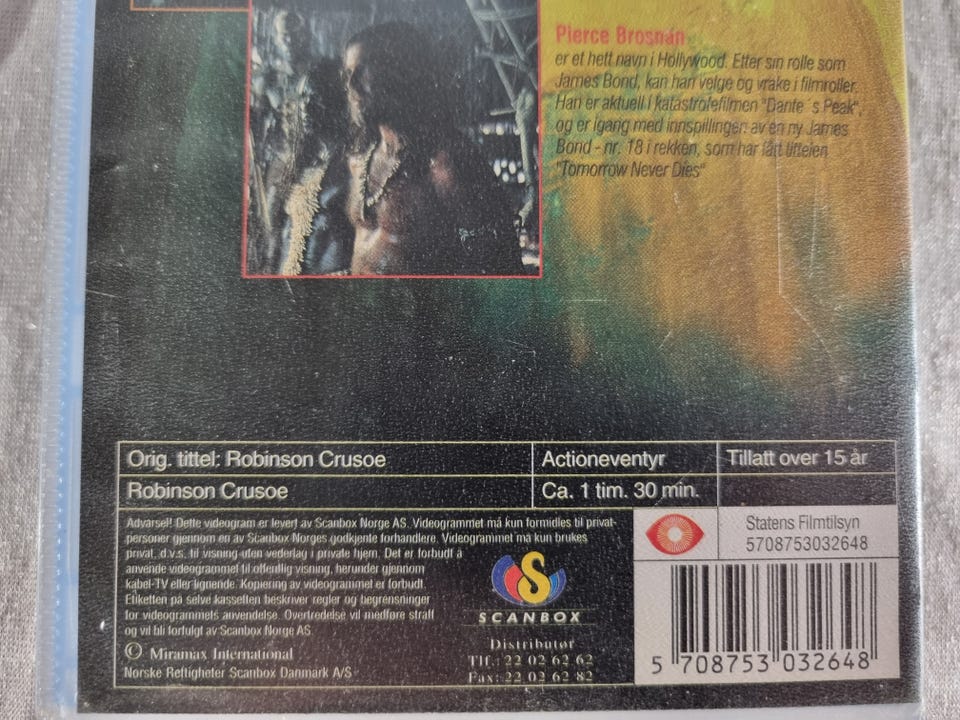 Pierce Brosnan
er et hett navn i Hollywood. Etter sin rolle som
James Bond, kan han velge og vrake i filmroller.
Han er aktuell i katastrofefilmen "Dante´s Peak",
og er igang med innspillingen av en ny James
Bond - nr. 18 i rekken, som har fått tittelen
"Tomorrow Never Dies"
Orig. tittel: Robinson Crusoe
Actioneventyr
Tillatt over 15 år
Robinson Crusoe
Ca. 1 tim. 30 min.
Advarsel! Dette videogram er levert av Scanbox Norge AS. Videogrammet må kun formidles til privat-
personer gjennom en av Scanbox Norges godkjente forhandlere. Videogrammet må kun brukes
privat, d.v.s. til visning uten vederlag i private hjem. Det er forbudt å
anvende videogrammet til offentlig visning, herunder gjennom
kabel-TV eller lignende. Kopiering av videogrammet er forbudt.
Etiketten på selve kassetten beskriver regler og begrensninger
for videogrammets anvendelse. Overtredelse vil medføre straff
og vil bli forfulgt av Scanbox Norge AS
© Miramax International
Norske Rettigheter Scanbox Danmark A/S
S
SCANBOX
Distributør
Tlf.: 22 02 62 62
Fax: 22 02 62 82
Statens Filmtilsyn
5708753032648
5 708753 032648